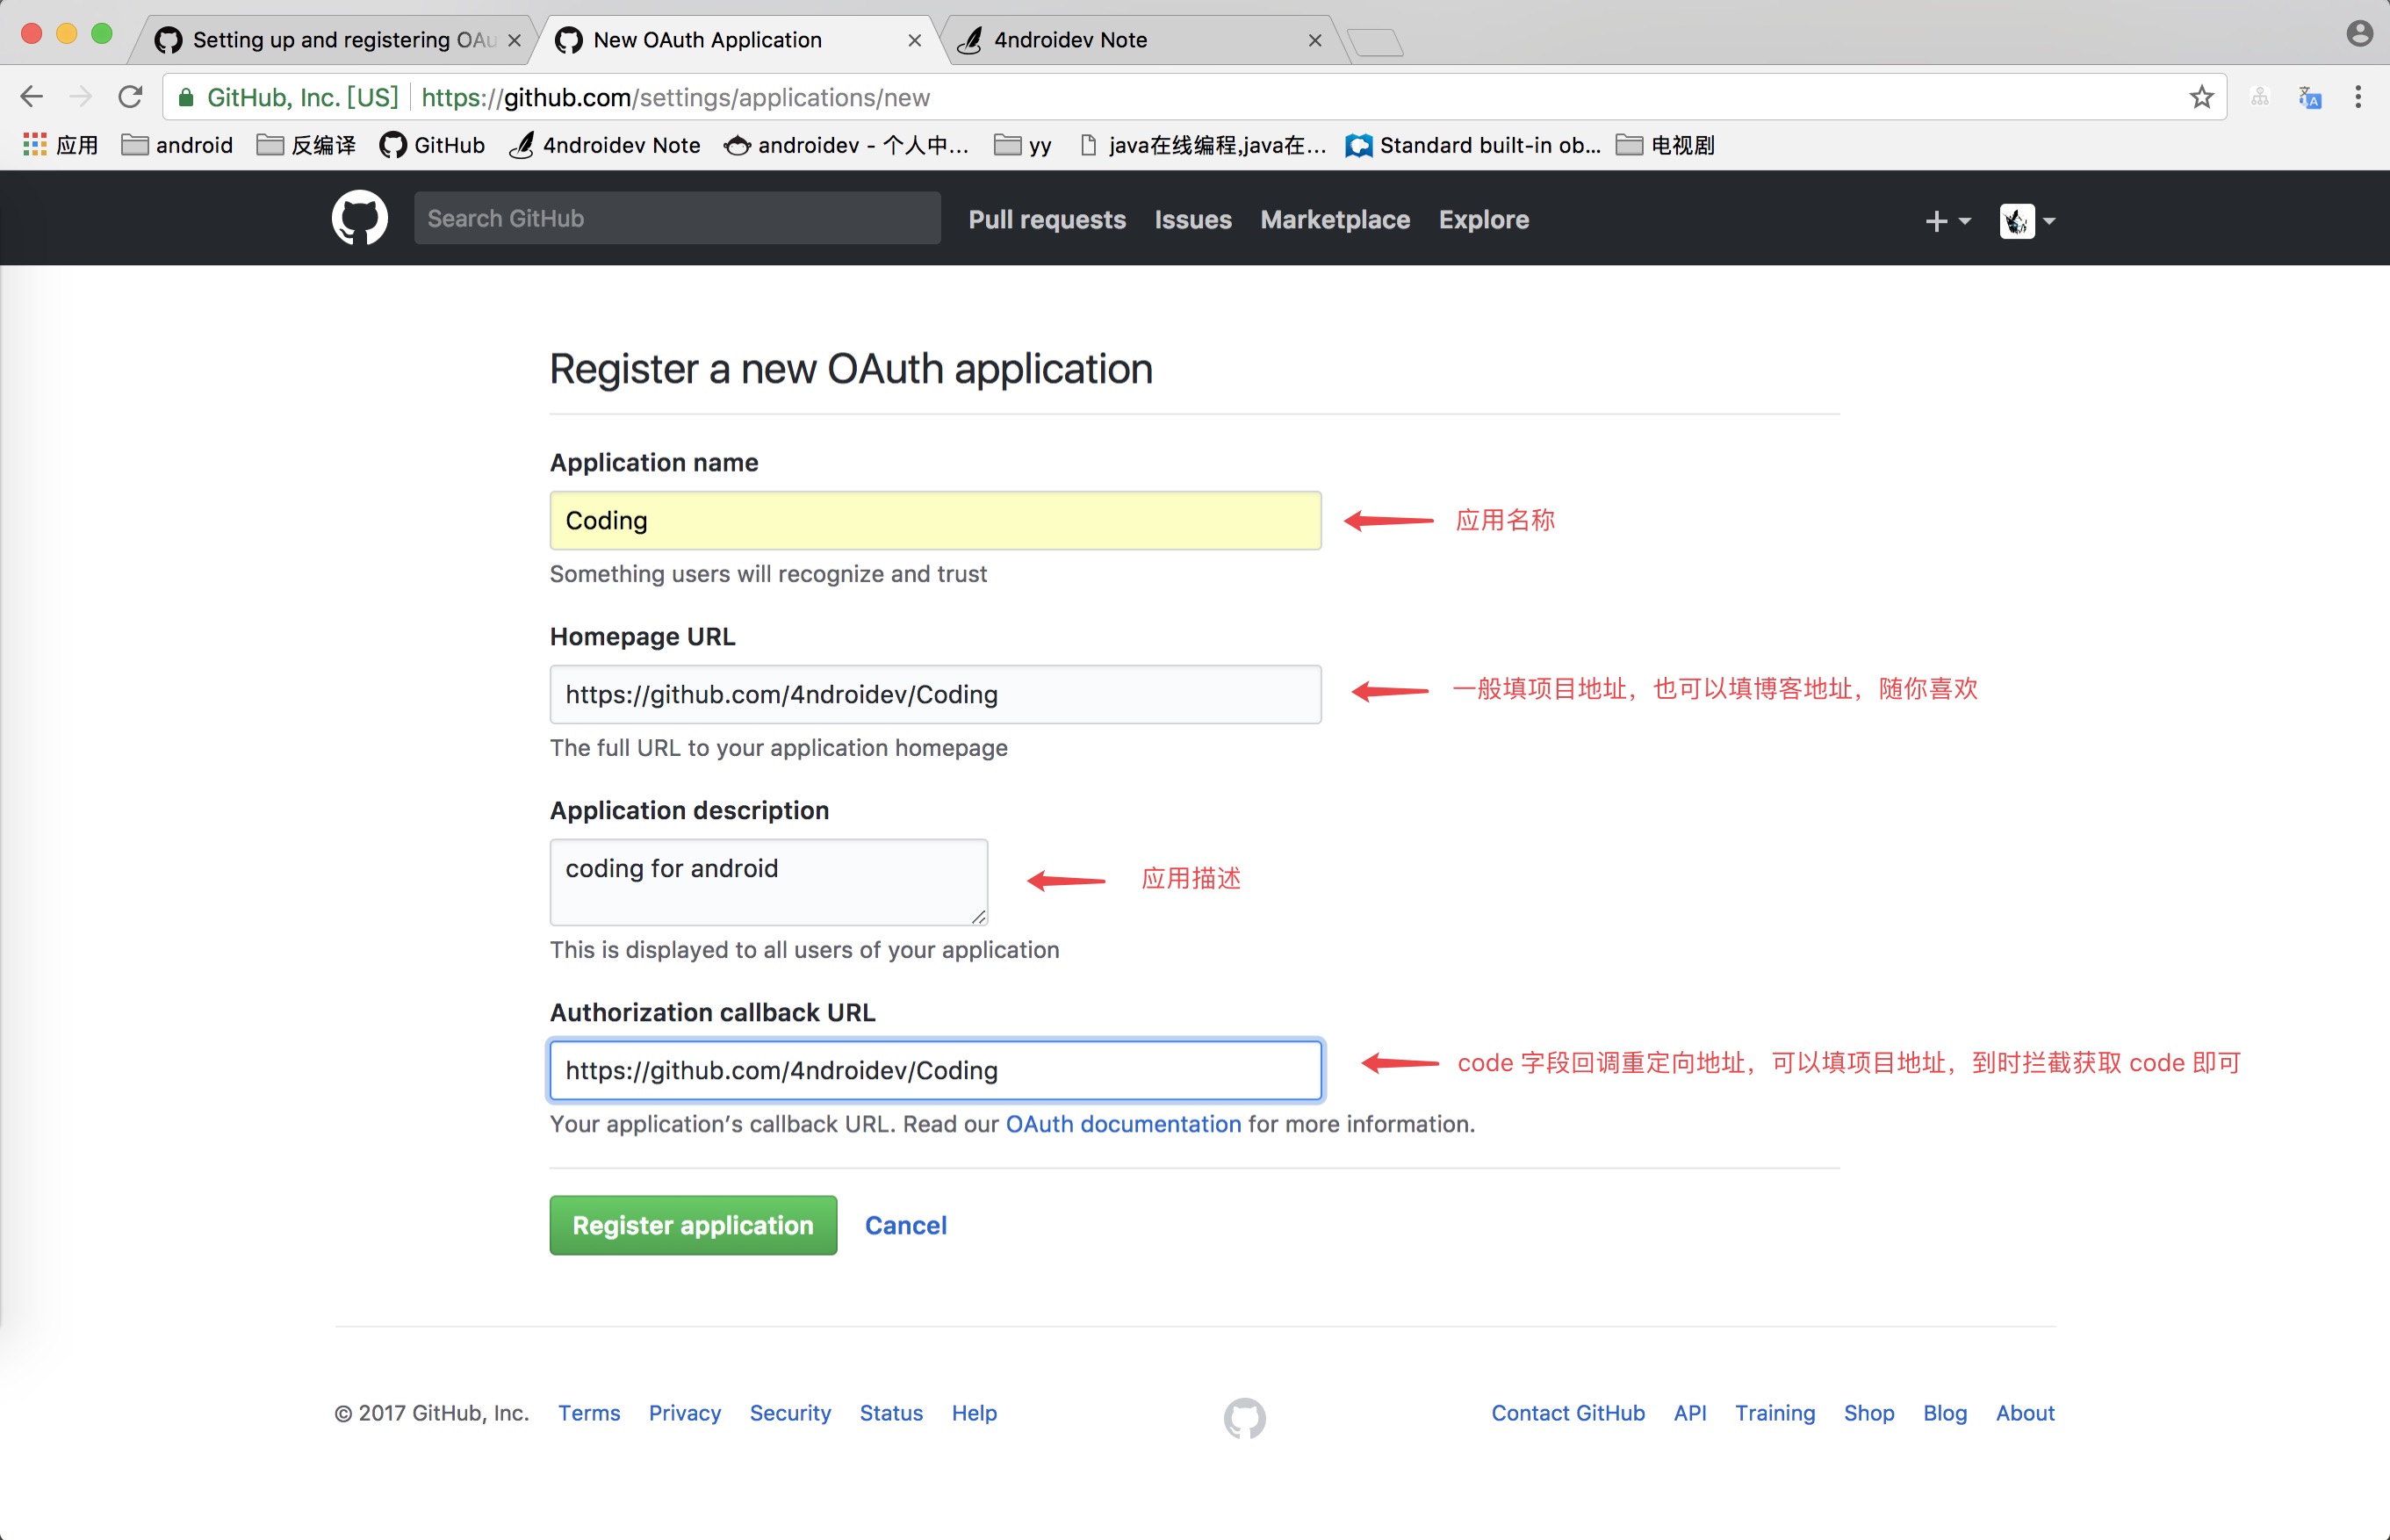 Setting up and registering OAu
New OAuth Application
4ndroidev Note
GitHub, Inc. [US] https://github.com/settings/applications/new
应用 android 反编译 GitHub 4ndroidev Note androidev - 个人中... yy java在线编程,java在... Standard built-in ob... 电视剧
Search GitHub Pull requests Issues Marketplace Explore
Register a new OAuth application
Application name
Coding 应用名称
Something users will recognize and trust
Homepage URL
https://github.com/4ndroidev/Coding 一般填项目地址，也可以填博客地址，随你喜欢
The full URL to your application homepage
Application description
coding for android 应用描述
This is displayed to all users of your application
Authorization callback URL
https://github.com/4ndroidev/Coding code 字段回调重定向地址，可以填项目地址，到时拦截获取 code 即可
Your application’s callback URL. Read our OAuth documentation for more information.
Register application Cancel
© 2017 GitHub, Inc. Terms Privacy Security Status Help Contact GitHub API Training Shop Blog About